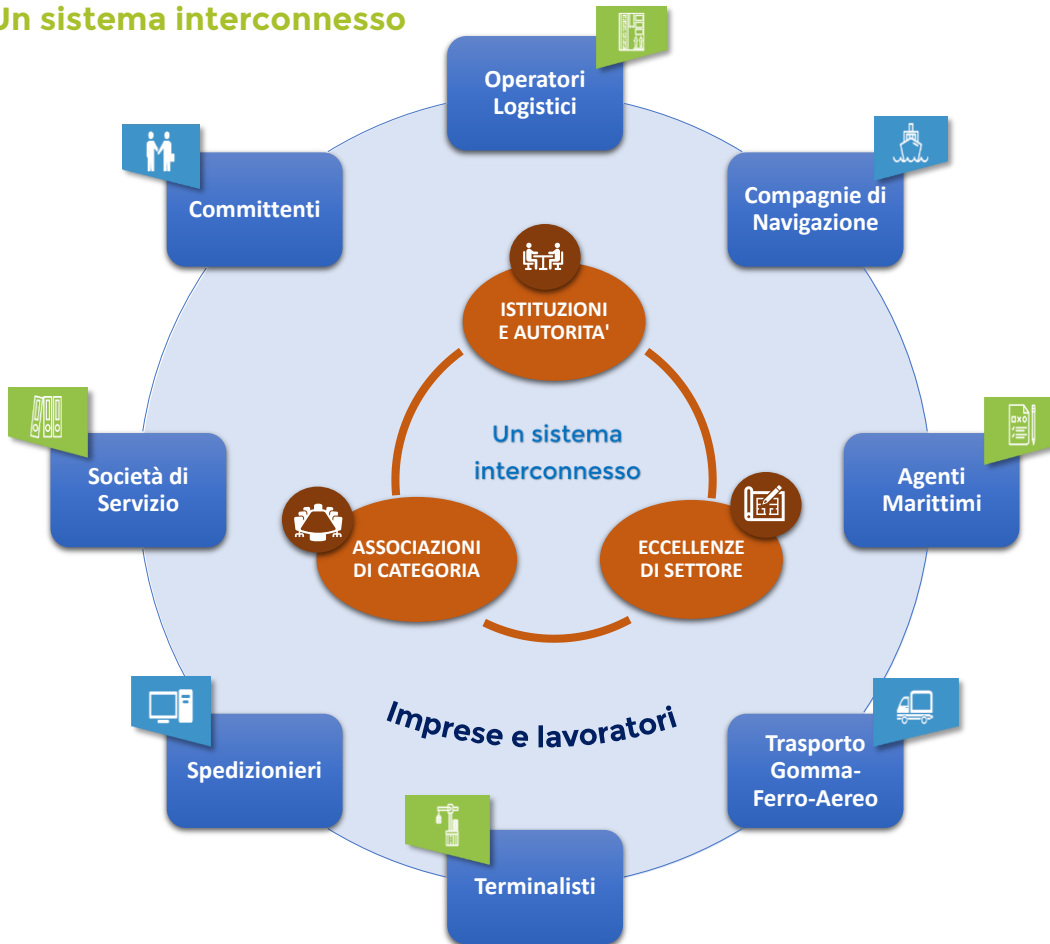 Un sistema interconnesso
Operatori
Logistici
Committenti
Compagnie di
Navigazione
ISTITUZIONI
E AUTORITA'
Un sistema
interconnesso
Società di
Servizio
Agenti
Marittimi
ASSOCIAZIONI
DI CATEGORIA
ECCELLENZE
DI SETTORE
Imprese e lavoratori
Spedizionieri
Trasporto
Gomma-
Ferro-Aereo
Terminalisti